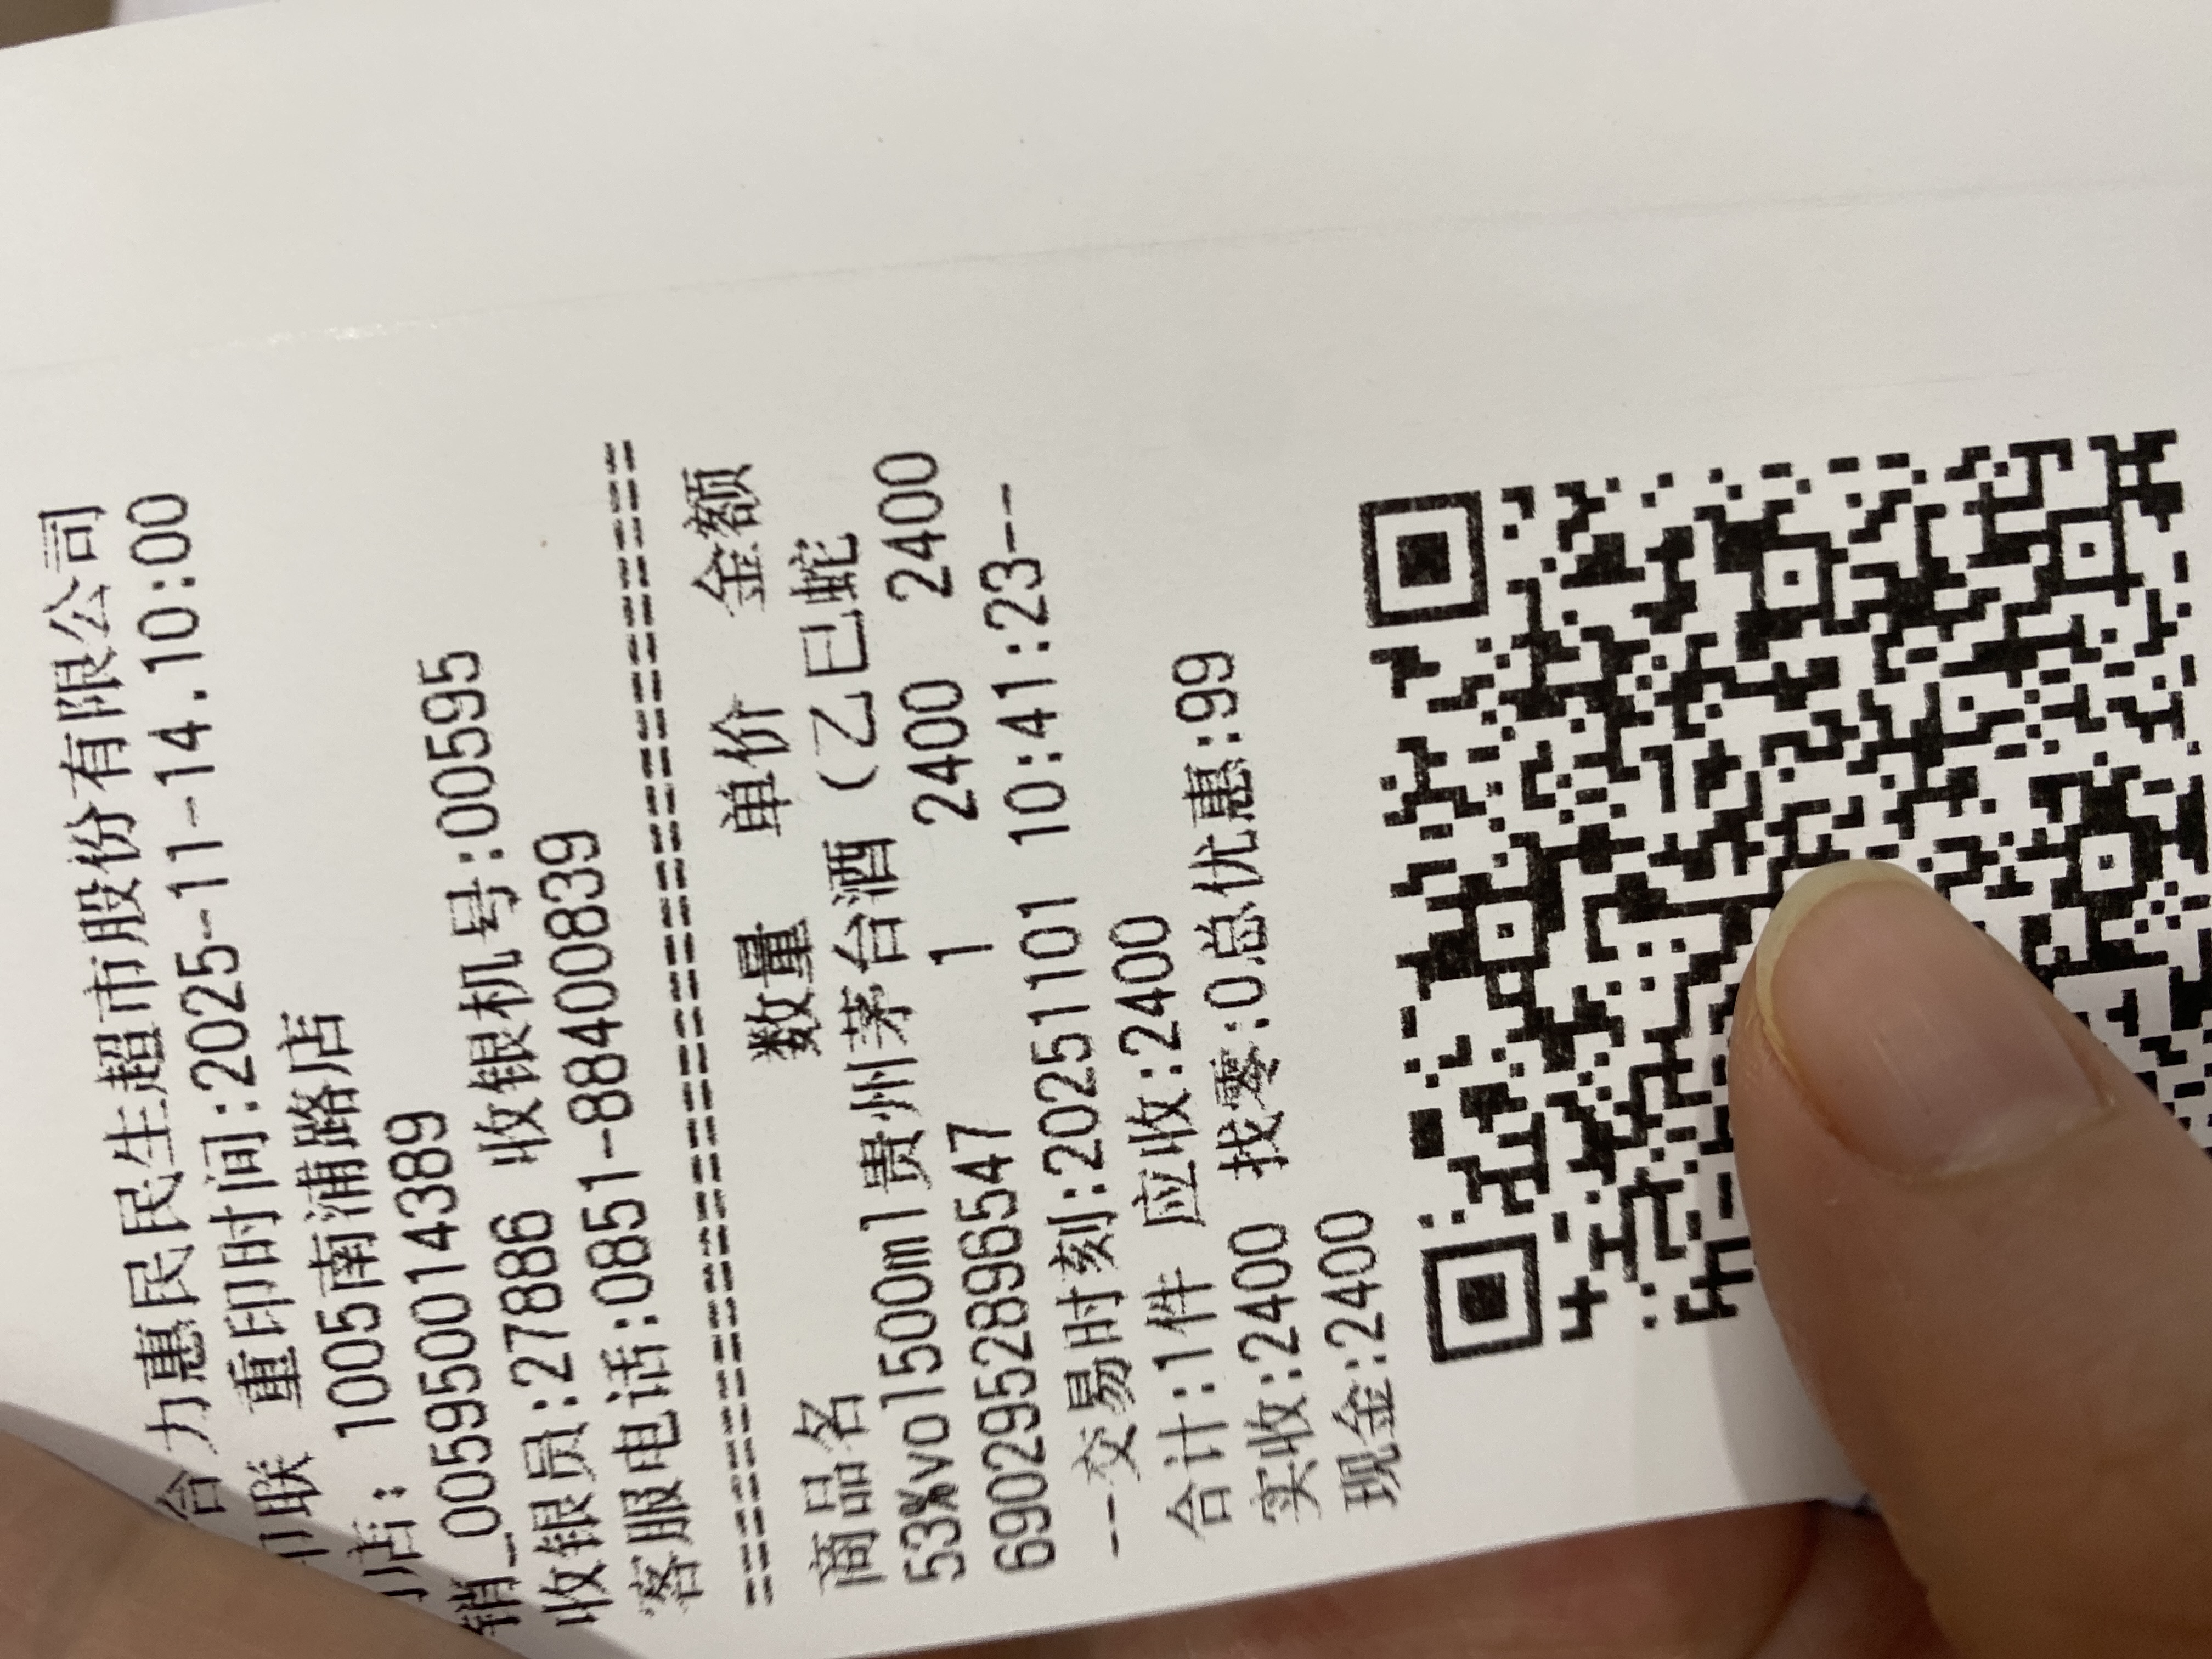 合力惠民民生超市股份有限公司
印联 重印时间:2025-11-14.10:00
门店: 1005南浦路店
销_0059500014389
收银员:27886 收银机号:00595
客服电话:0851-88400839
================================
商品名 数量 单价 金额
53%vol500ml贵州茅台酒（乙巳蛇
6902952896547 1 2400 2400
--交易时刻:20251101 10:41:23--
合计:1件 应收:2400
实收:2400 找零:0总优惠:99
现金:2400